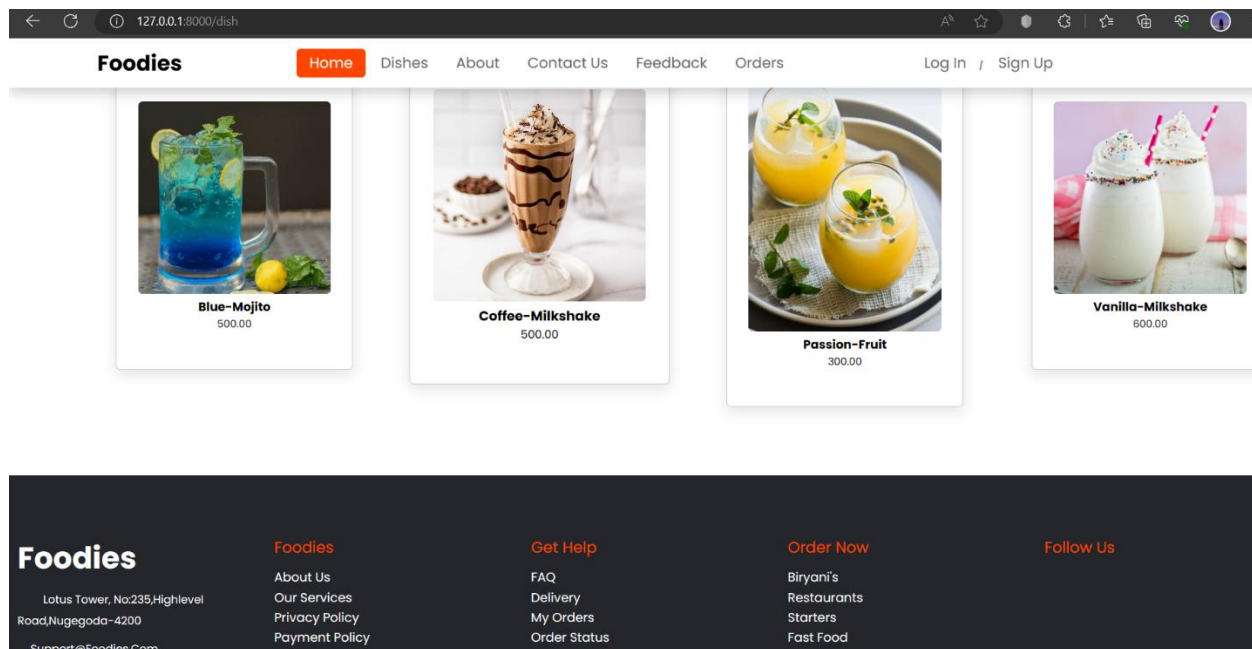 127.0.0.1:8000/dish
Foodies
Home Dishes About Contact Us Feedback Orders Log In / Sign Up
Blue-Mojito
500.00
Coffee-Milkshake
500.00
Passion-Fruit
300.00
Vanilla-Milkshake
600.00
Foodies
Lotus Tower, No:235,Highlevel
Road,Nugegoda-4200
Support@Foodies.Com
Foodies
About Us
Our Services
Privacy Policy
Payment Policy
Get Help
FAQ
Delivery
My Orders
Order Status
Order Now
Biryani's
Restaurants
Starters
Fast Food
Follow Us